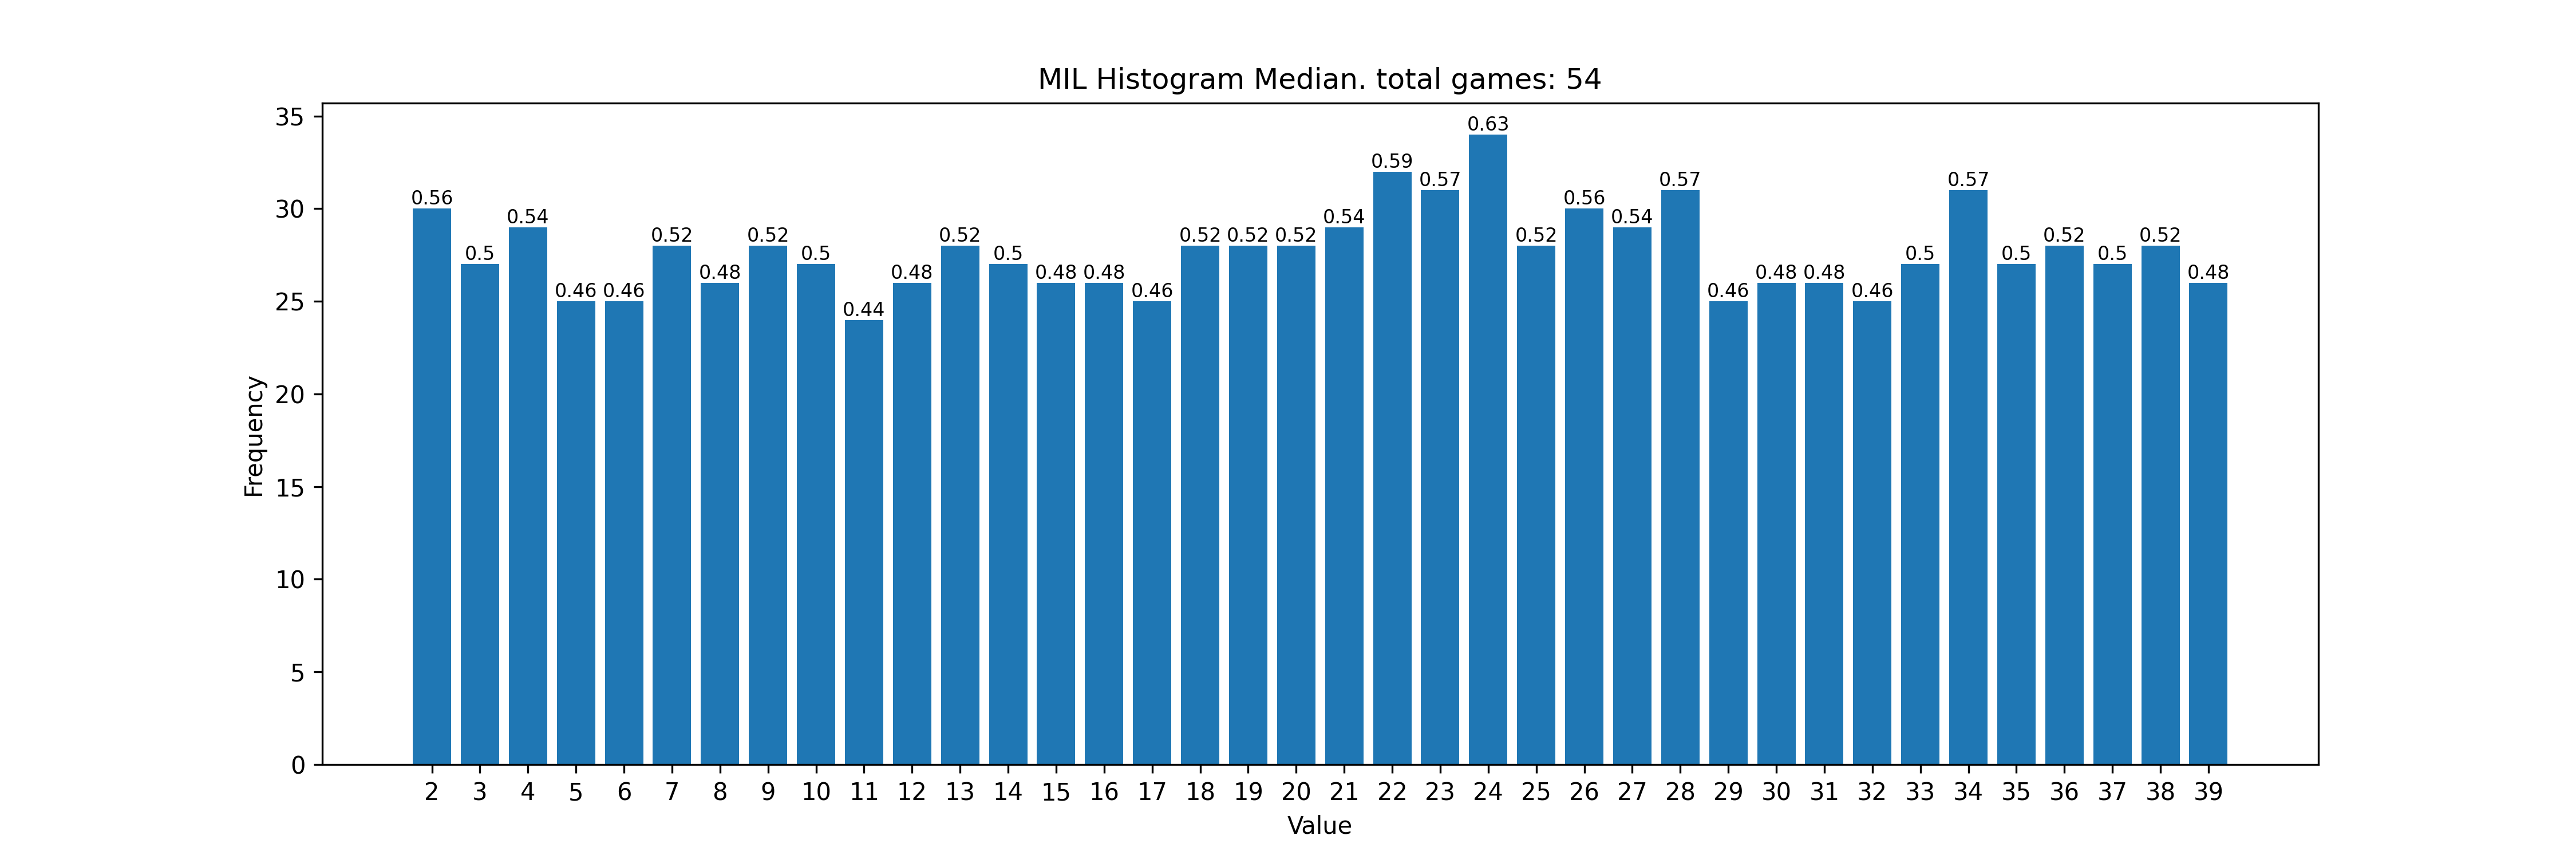 MIL Histogram Median. total games: 54
35
30
25
20
15
10
5
0
Frequency
0.56 0.5 0.54 0.46 0.46 0.52 0.48 0.52 0.5 0.44 0.48 0.52 0.5 0.48 0.48 0.46 0.52 0.52 0.52 0.54 0.59 0.57 0.63 0.52 0.56 0.54 0.57 0.46 0.48 0.48 0.46 0.5 0.57 0.5 0.52 0.5 0.52 0.48
2 3 4 5 6 7 8 9 10 11 12 13 14 15 16 17 18 19 20 21 22 23 24 25 26 27 28 29 30 31 32 33 34 35 36 37 38 39
Value